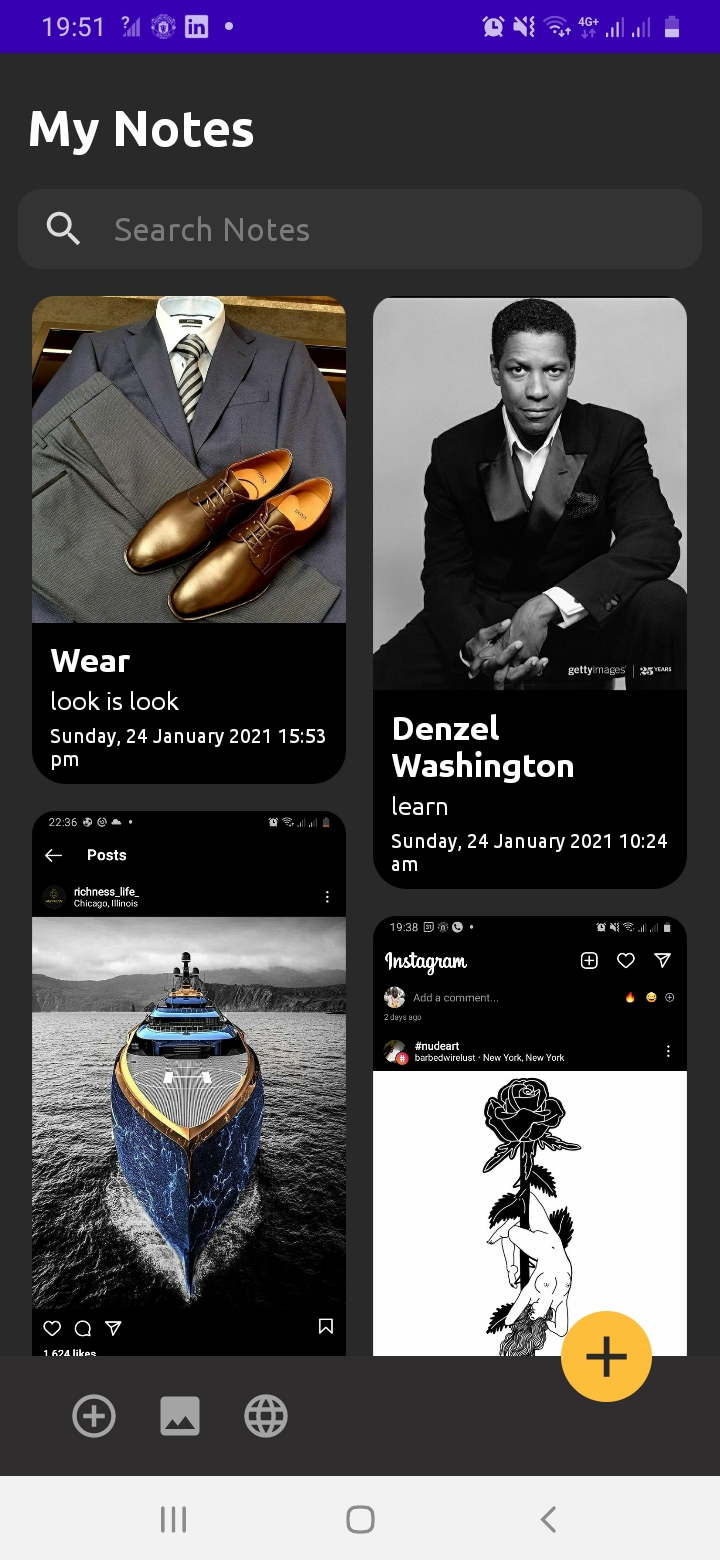 19:51
4G+
My Notes
Search Notes
Wear
look is look
Sunday, 24 January 2021 15:53
pm
gettyimages® | 25 YEARS
Denzel
Washington
learn
Sunday, 24 January 2021 10:24
am
22:36
Posts
richness_life_
Chicago, Illinois
1,624 likes
19:38
Instagram
Add a comment...
2 days ago
#nudeart
barbedwirelust • New York, New York